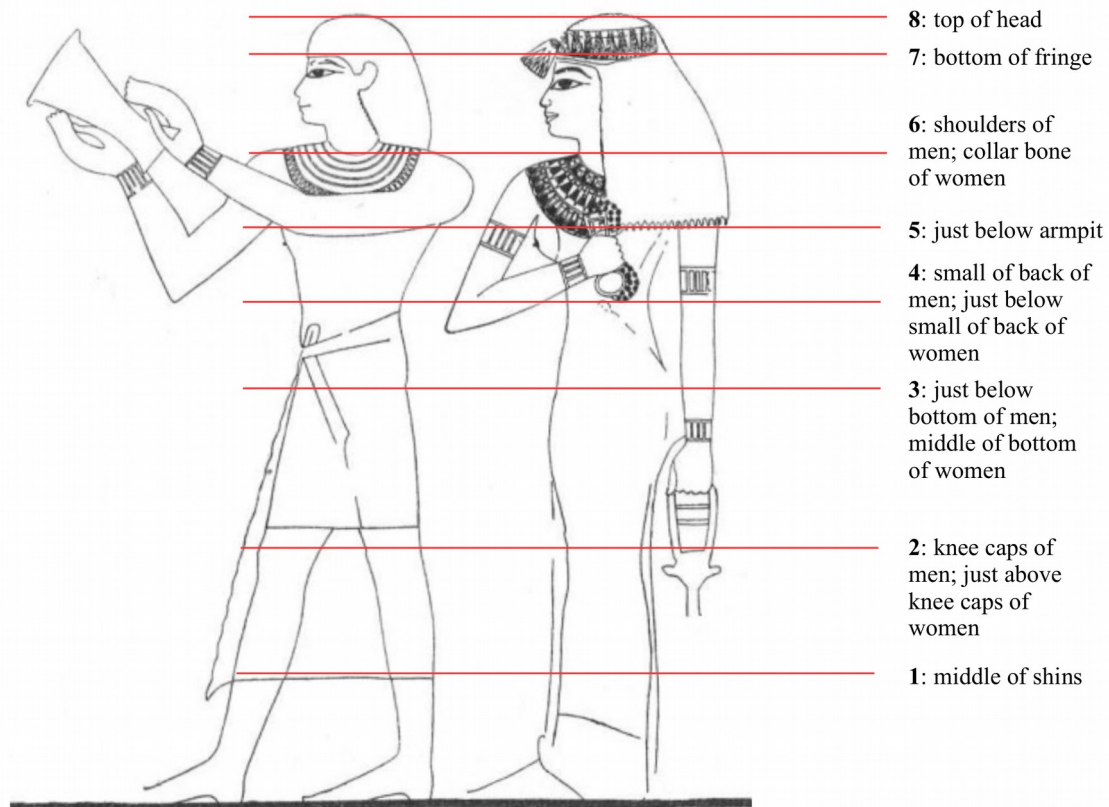 8: top of head
7: bottom of fringe
6: shoulders of
men; collar bone
of women
5: just below armpit
4: small of back of
men; just below
small of back of
women
3: just below
bottom of men;
middle of bottom
of women
2: knee caps of
men; just above
knee caps of
women
1: middle of shins